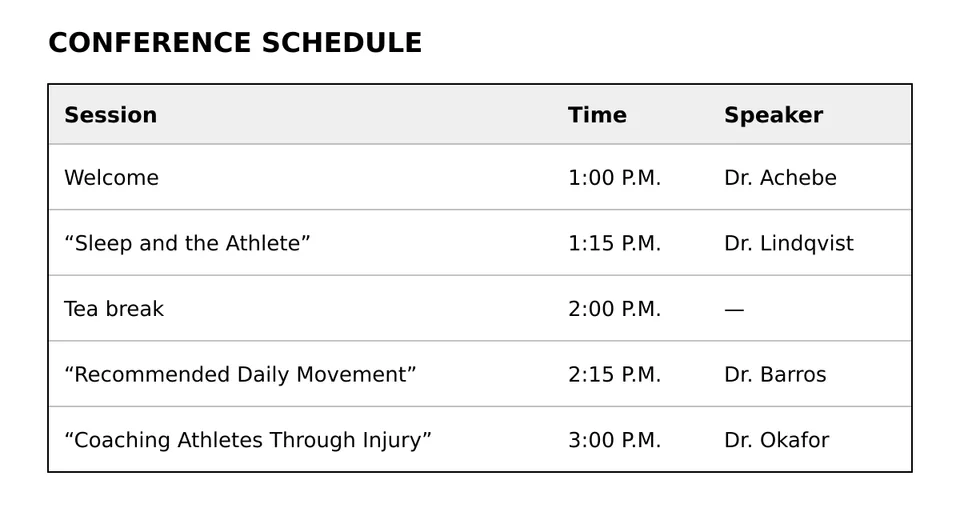 CONFERENCE SCHEDULE
Session Time Speaker
Welcome 1:00 P.M. Dr. Achebe
“Sleep and the Athlete” 1:15 P.M. Dr. Lindqvist
Tea break 2:00 P.M. —
“Recommended Daily Movement” 2:15 P.M. Dr. Barros
“Coaching Athletes Through Injury” 3:00 P.M. Dr. Okafor